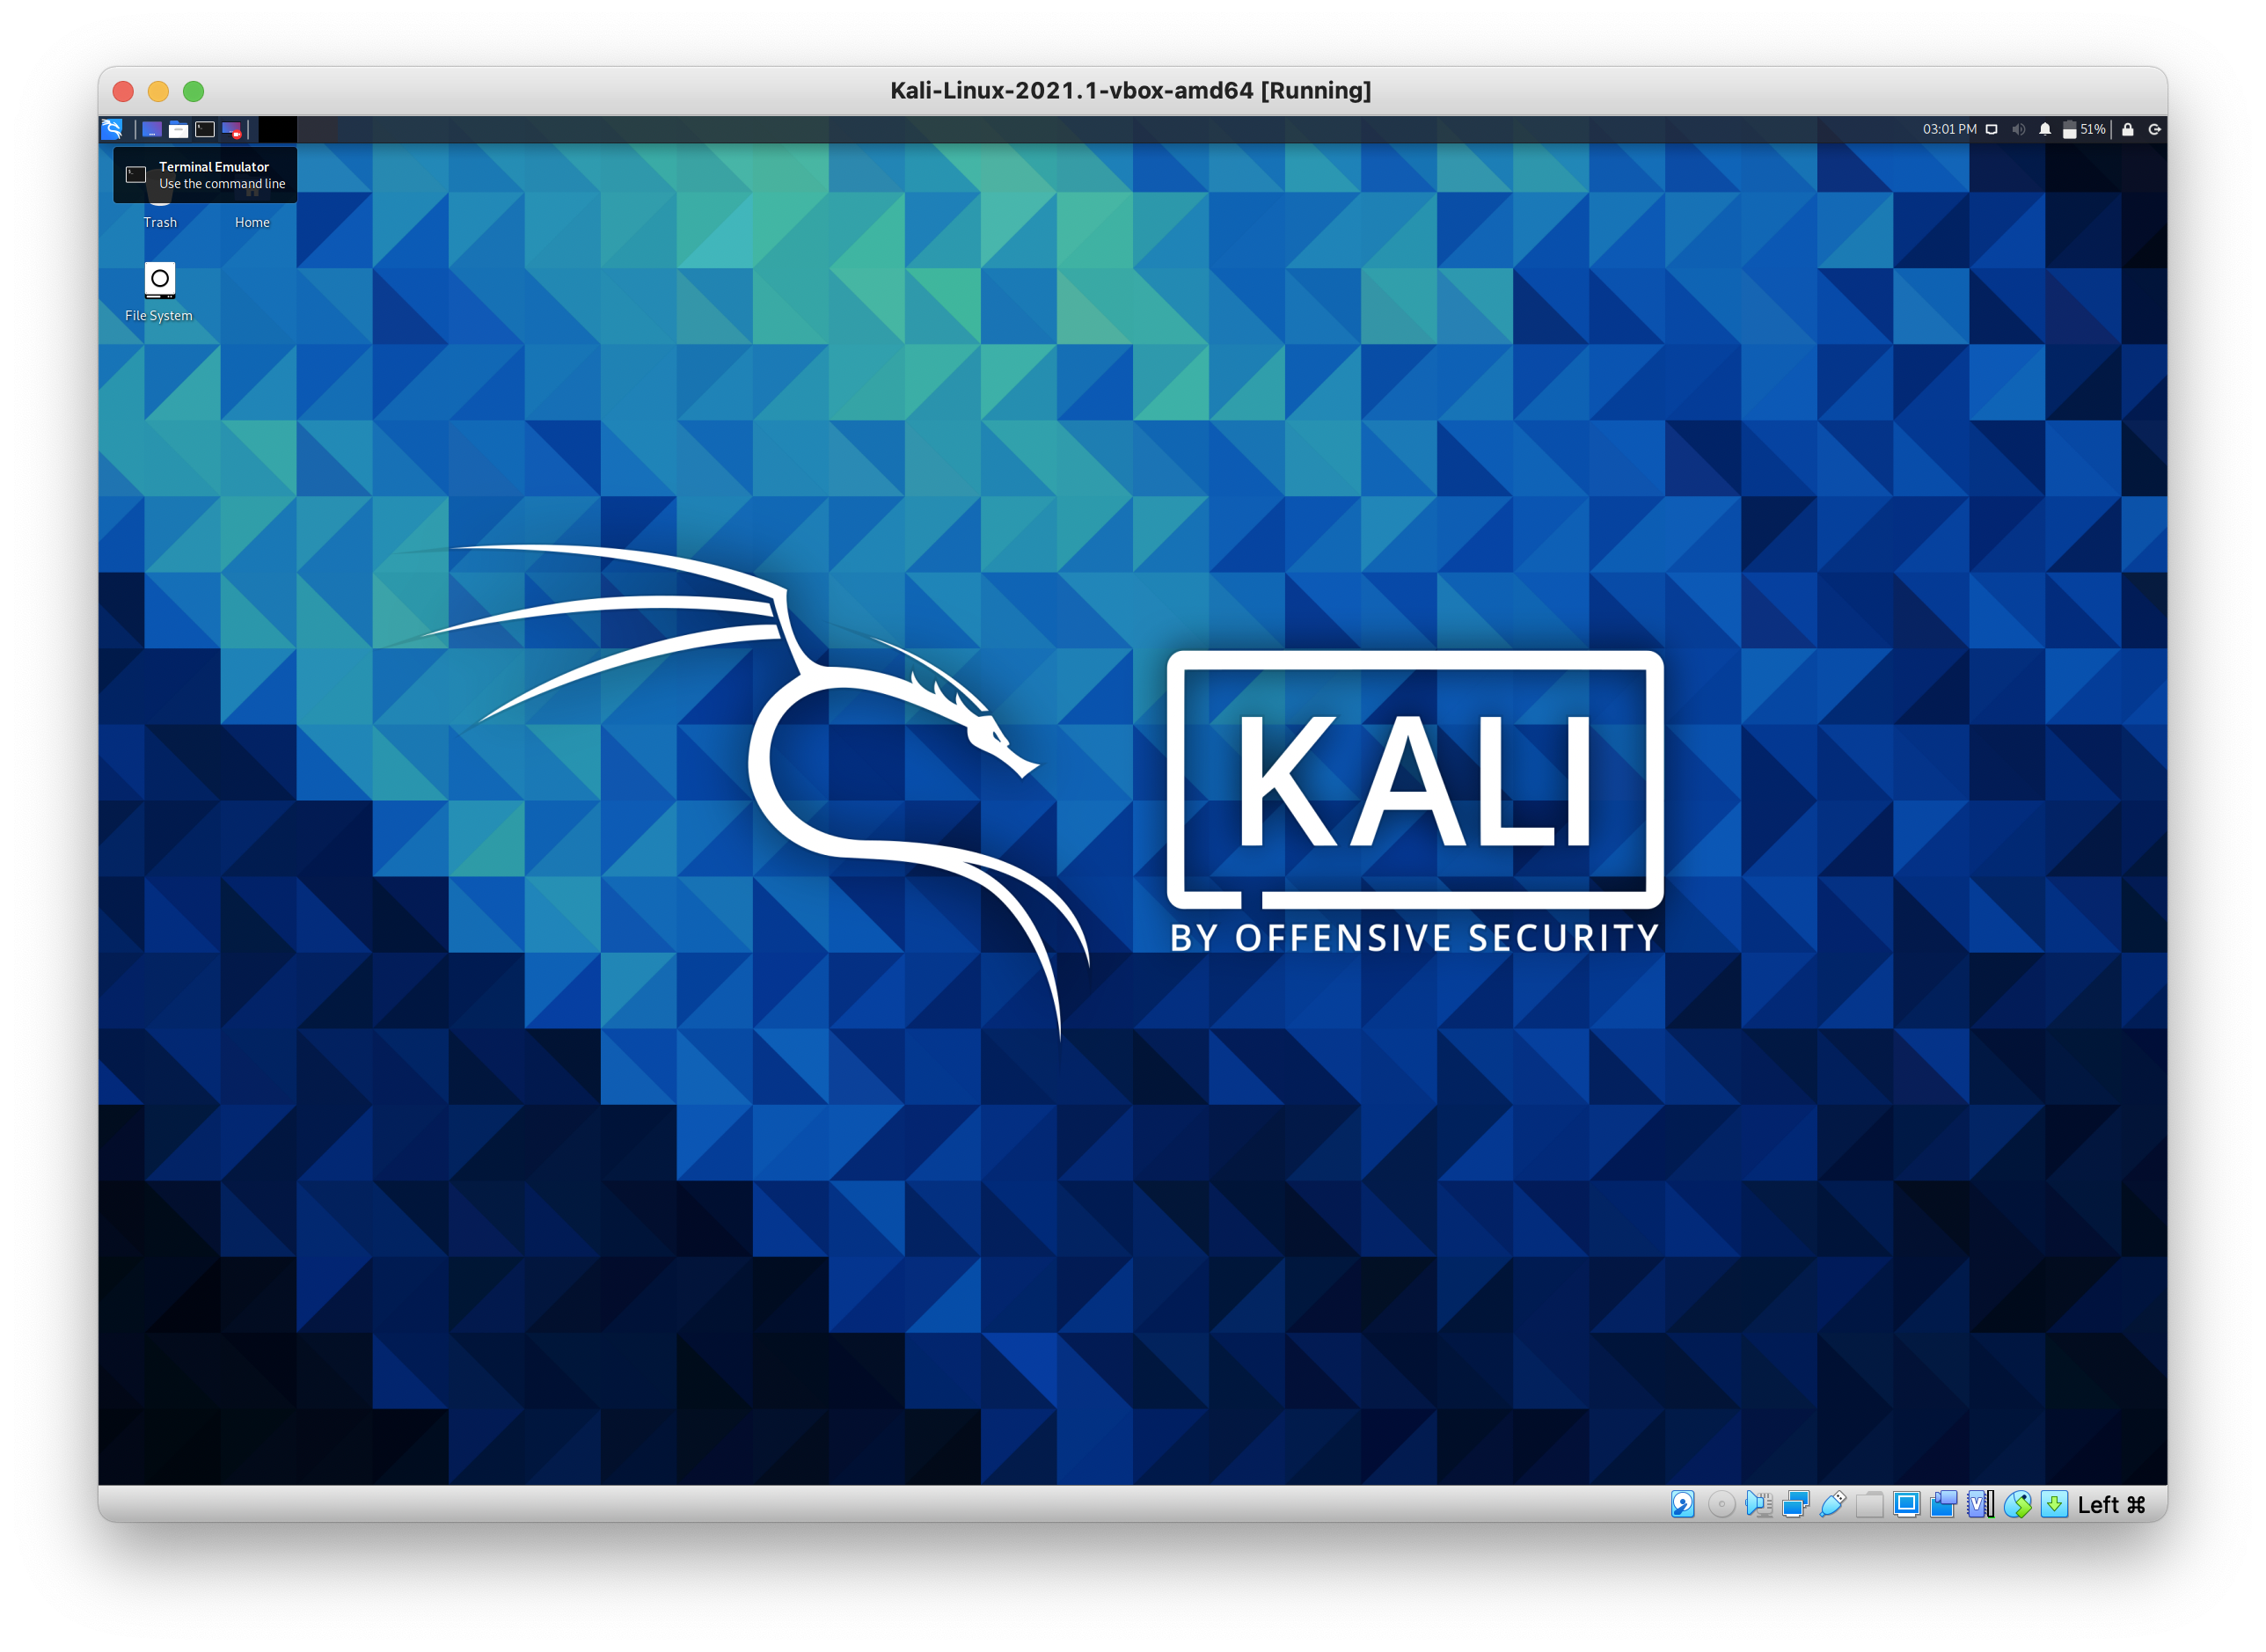 Kali-Linux-2021.1-vbox-amd64 [Running]
03:01 PM
51%
Terminal Emulator
Use the command line
Trash
Home
File System
KALI
BY OFFENSIVE SECURITY
Left ⌘